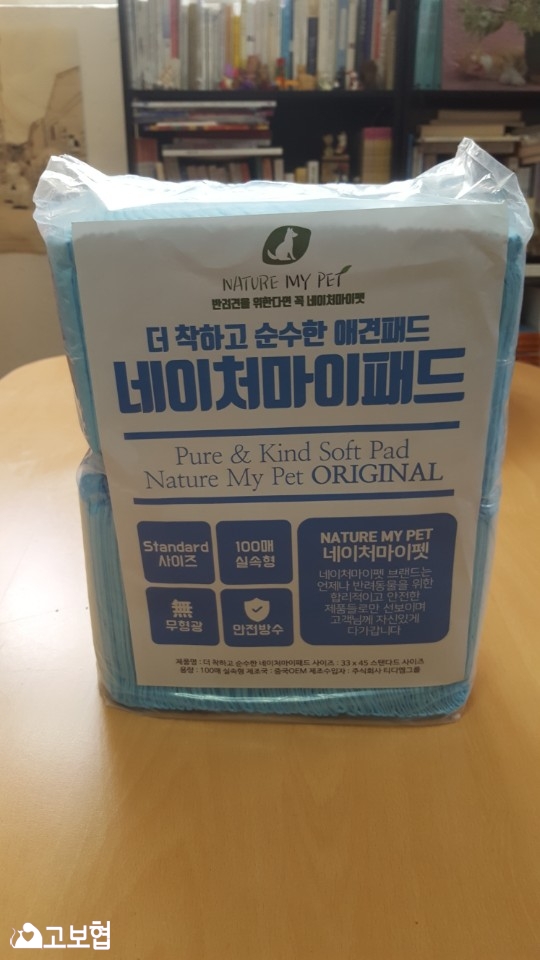 NATURE MY PET
반려견을 위한다면 꼭 네이처마이펫
더 착하고 순수한 애견패드
네이처마이패드
Pure & Kind Soft Pad
Nature My Pet ORIGINAL
Standard
사이즈
100매
실속형
無
무형광
안전방수
NATURE MY PET
네이처마이펫
네이처마이펫 브랜드는
언제나 반려동물을 위한
합리적이고 안전한
제품들로만 선보이며
고객님께 자신있게
다가갑니다
제품명 : 더 착하고 순수한 네이처마이패드 사이즈 : 33 x 45 스탠다드 사이즈
용량 : 100매 실속형 제조국 : 중국OEM 제조수입자 : 주식회사 티디엠그룹
고보협